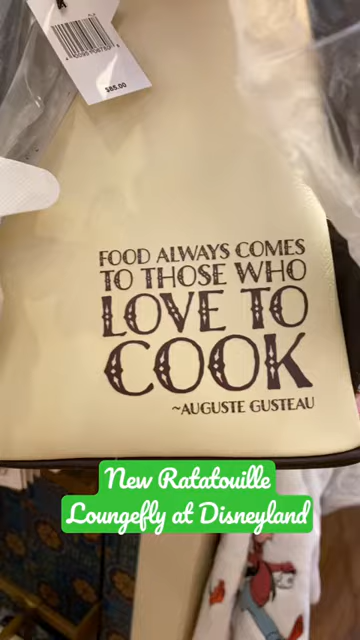 $85.00
FOOD ALWAYS COMES
TO THOSE WHO
LOVE TO
COOK
~AUGUSTE GUSTEAU
New Ratatouille
Loungefly at Disneyland